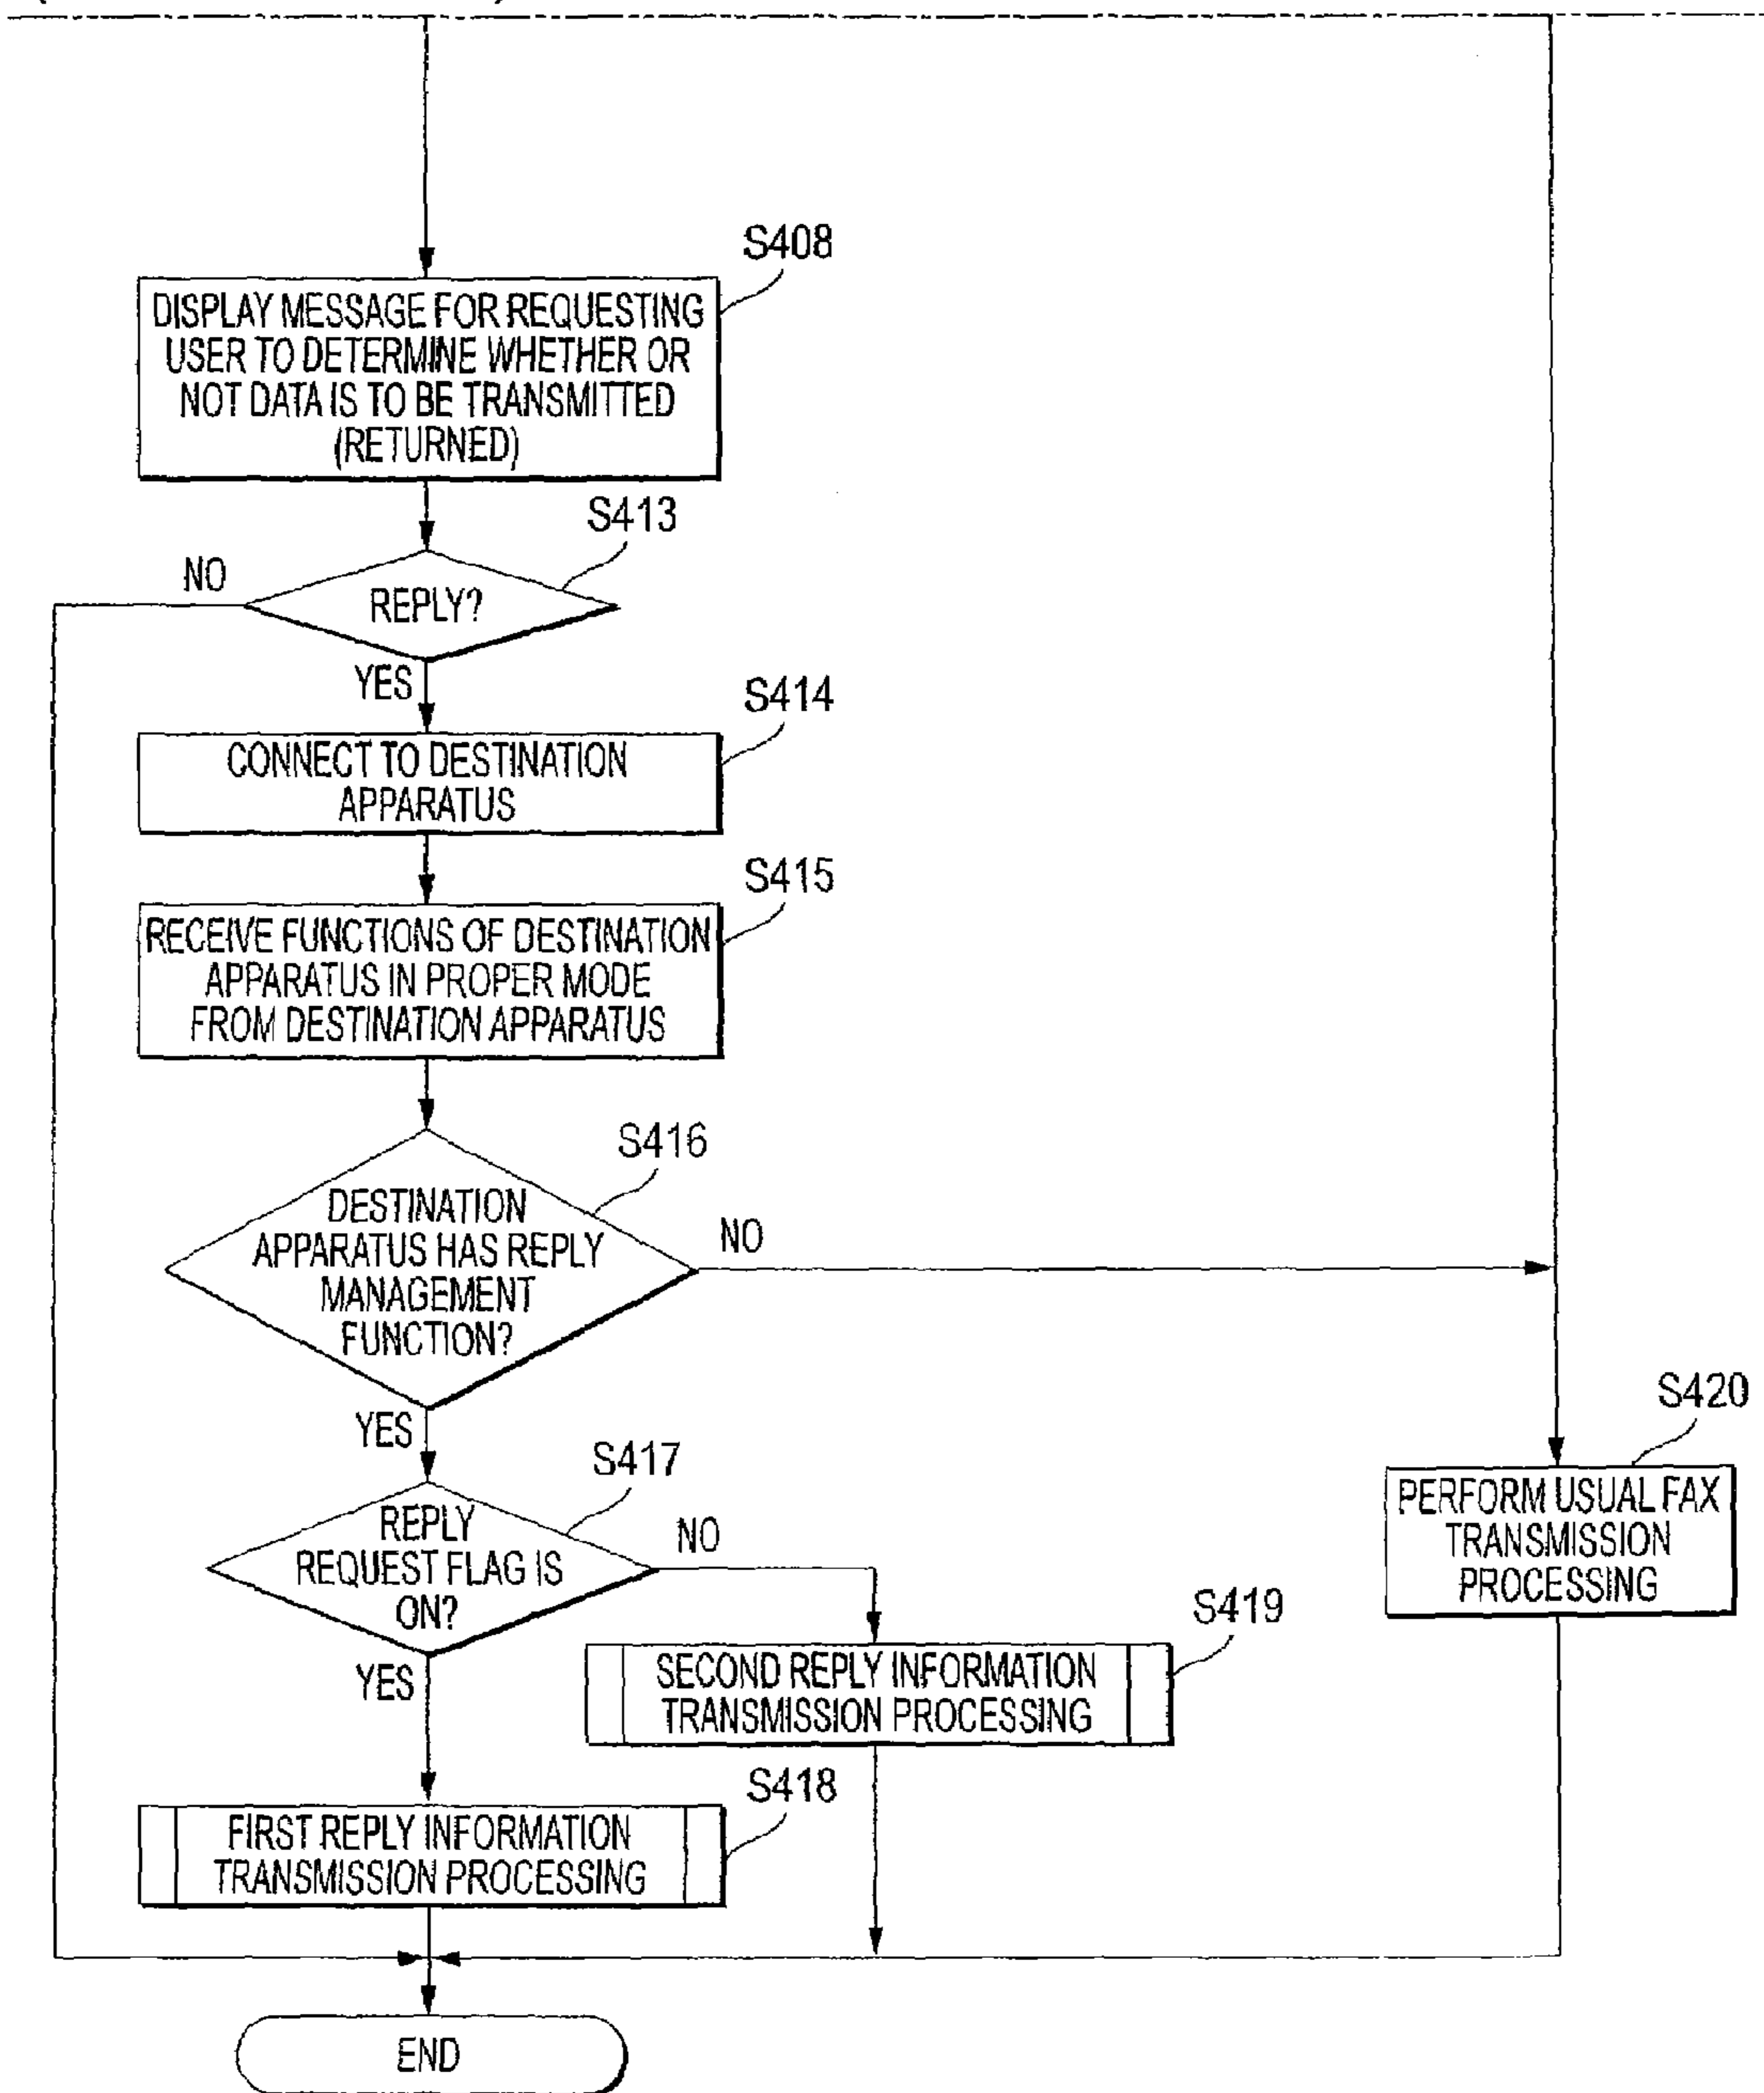 S408
DISPLAY MESSAGE FOR REQUESTING
USER TO DETERMINE WHETHER OR
NOT DATA IS TO BE TRANSMITTED
(RETURNED)
S413
NO
REPLY?
YES
S414
CONNECT TO DESTINATION
APPARATUS
S415
RECEIVE FUNCTIONS OF DESTINATION
APPARATUS IN PROPER MODE
FROM DESTINATION APPARATUS
S416
DESTINATION
APPARATUS HAS REPLY
MANAGEMENT
FUNCTION?
NO
YES
S417
REPLY
REQUEST FLAG IS
ON?
NO
YES
S420
PERFORM USUAL FAX
TRANSMISSION
PROCESSING
S419
SECOND REPLY INFORMATION
TRANSMISSION PROCESSING
S418
FIRST REPLY INFORMATION
TRANSMISSION PROCESSING
END